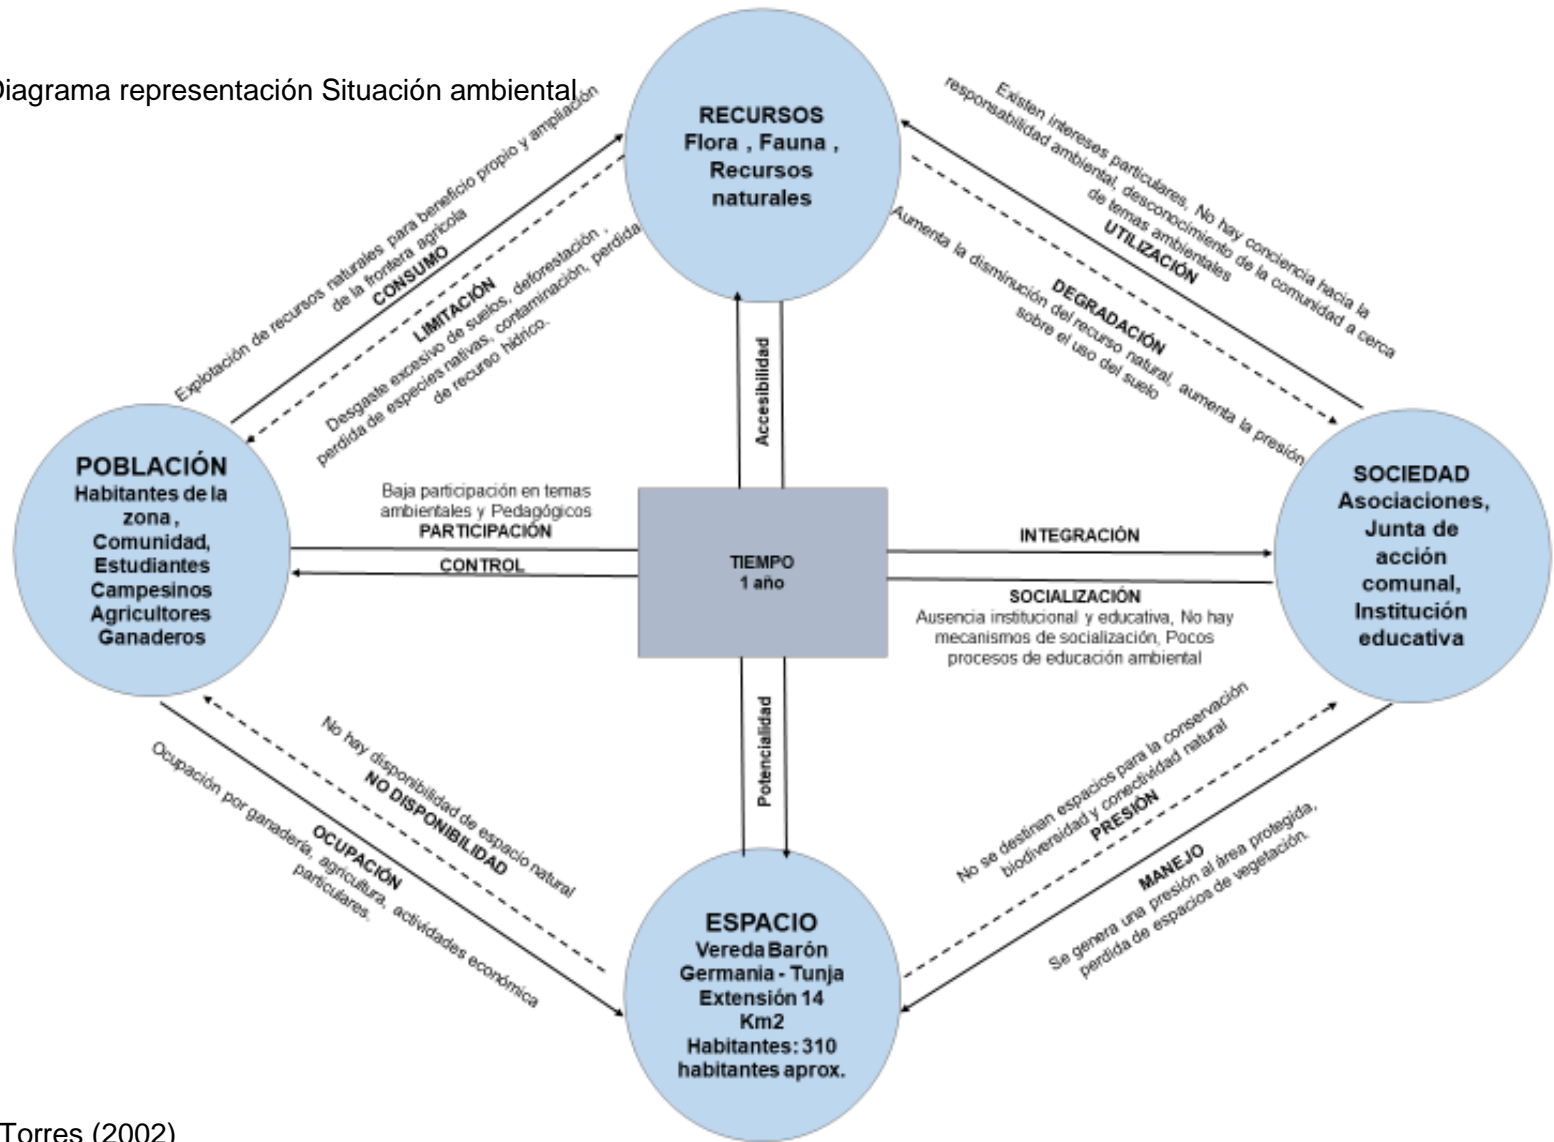 Diagrama representación Situación ambiental
RECURSOS
Flora , Fauna ,
Recursos
naturales
Explotación de recursos naturales para beneficio propio y ampliación
de la frontera agrícola
CONSUMO
LIMITACIÓN
Desgaste excesivo de suelos, deforestación ,
perdida de especies nativas, contaminación, perdida
de recurso hídrico.
Existen intereses particulares, No hay conciencia hacia la
responsabilidad ambiental, desconocimiento de la comunidad a cerca
de temas ambientales
UTILIZACIÓN
DEGRADACIÓN
Aumenta la disminución del recurso natural, aumenta la presión
sobre el uso del suelo
Accesibilidad
POBLACIÓN
Habitantes de la
zona ,
Comunidad,
Estudiantes
Campesinos
Agricultores
Ganaderos
Baja participación en temas
ambientales y Pedagógicos
PARTICIPACIÓN
CONTROL
TIEMPO
1 año
INTEGRACIÓN
SOCIALIZACIÓN
Ausencia institucional y educativa, No hay
mecanismos de socialización, Pocos
procesos de educación ambiental
SOCIEDAD
Asociaciones,
Junta de
acción
comunal,
Institución
educativa
Potencialidad
No hay disponibilidad de espacio natural
NO DISPONIBILIDAD
OCUPACIÓN
Ocupación por ganadería, agricultura, actividades económica
particulares.
No se destinan espacios para la conservación
biodiversidad y conectividad natural
PRESIÓN
MANEJO
Se genera una presión al área protegida,
perdida de espacios de vegetación.
ESPACIO
Vereda Barón
Germania - Tunja
Extensión 14
Km2
Habitantes: 310
habitantes aprox.
Torres (2002)